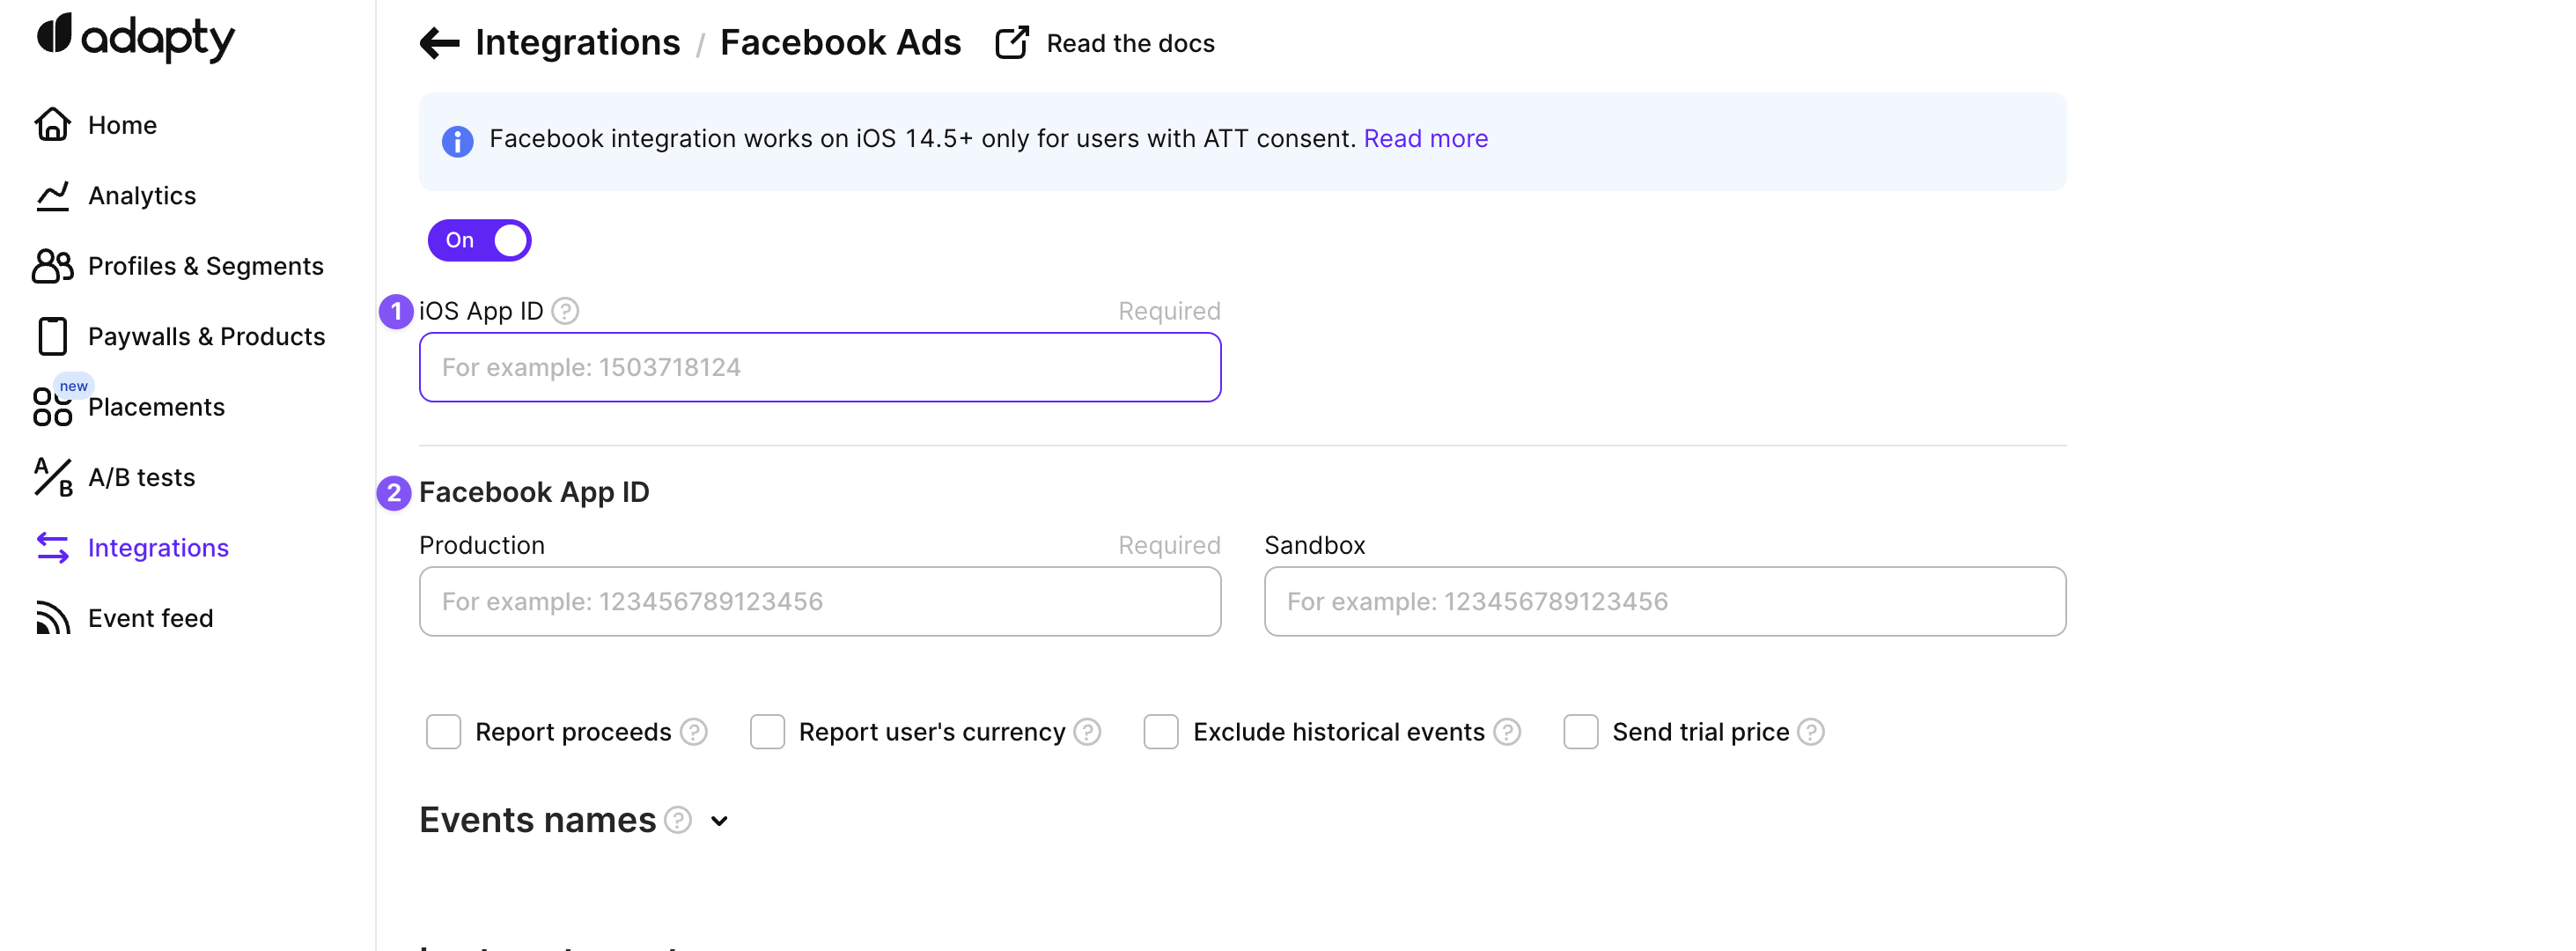 adapty
Home
Analytics
Profiles & Segments
Paywalls & Products
new
Placements
A/B tests
Integrations
Event feed
Integrations / Facebook Ads Read the docs
Facebook integration works on iOS 14.5+ only for users with ATT consent. Read more
On
1 iOS App ID ? Required
For example: 1503718124
2 Facebook App ID
Production Required Sandbox
For example: 123456789123456 For example: 123456789123456
Report proceeds ? Report user's currency ? Exclude historical events ? Send trial price ?
Events names ?